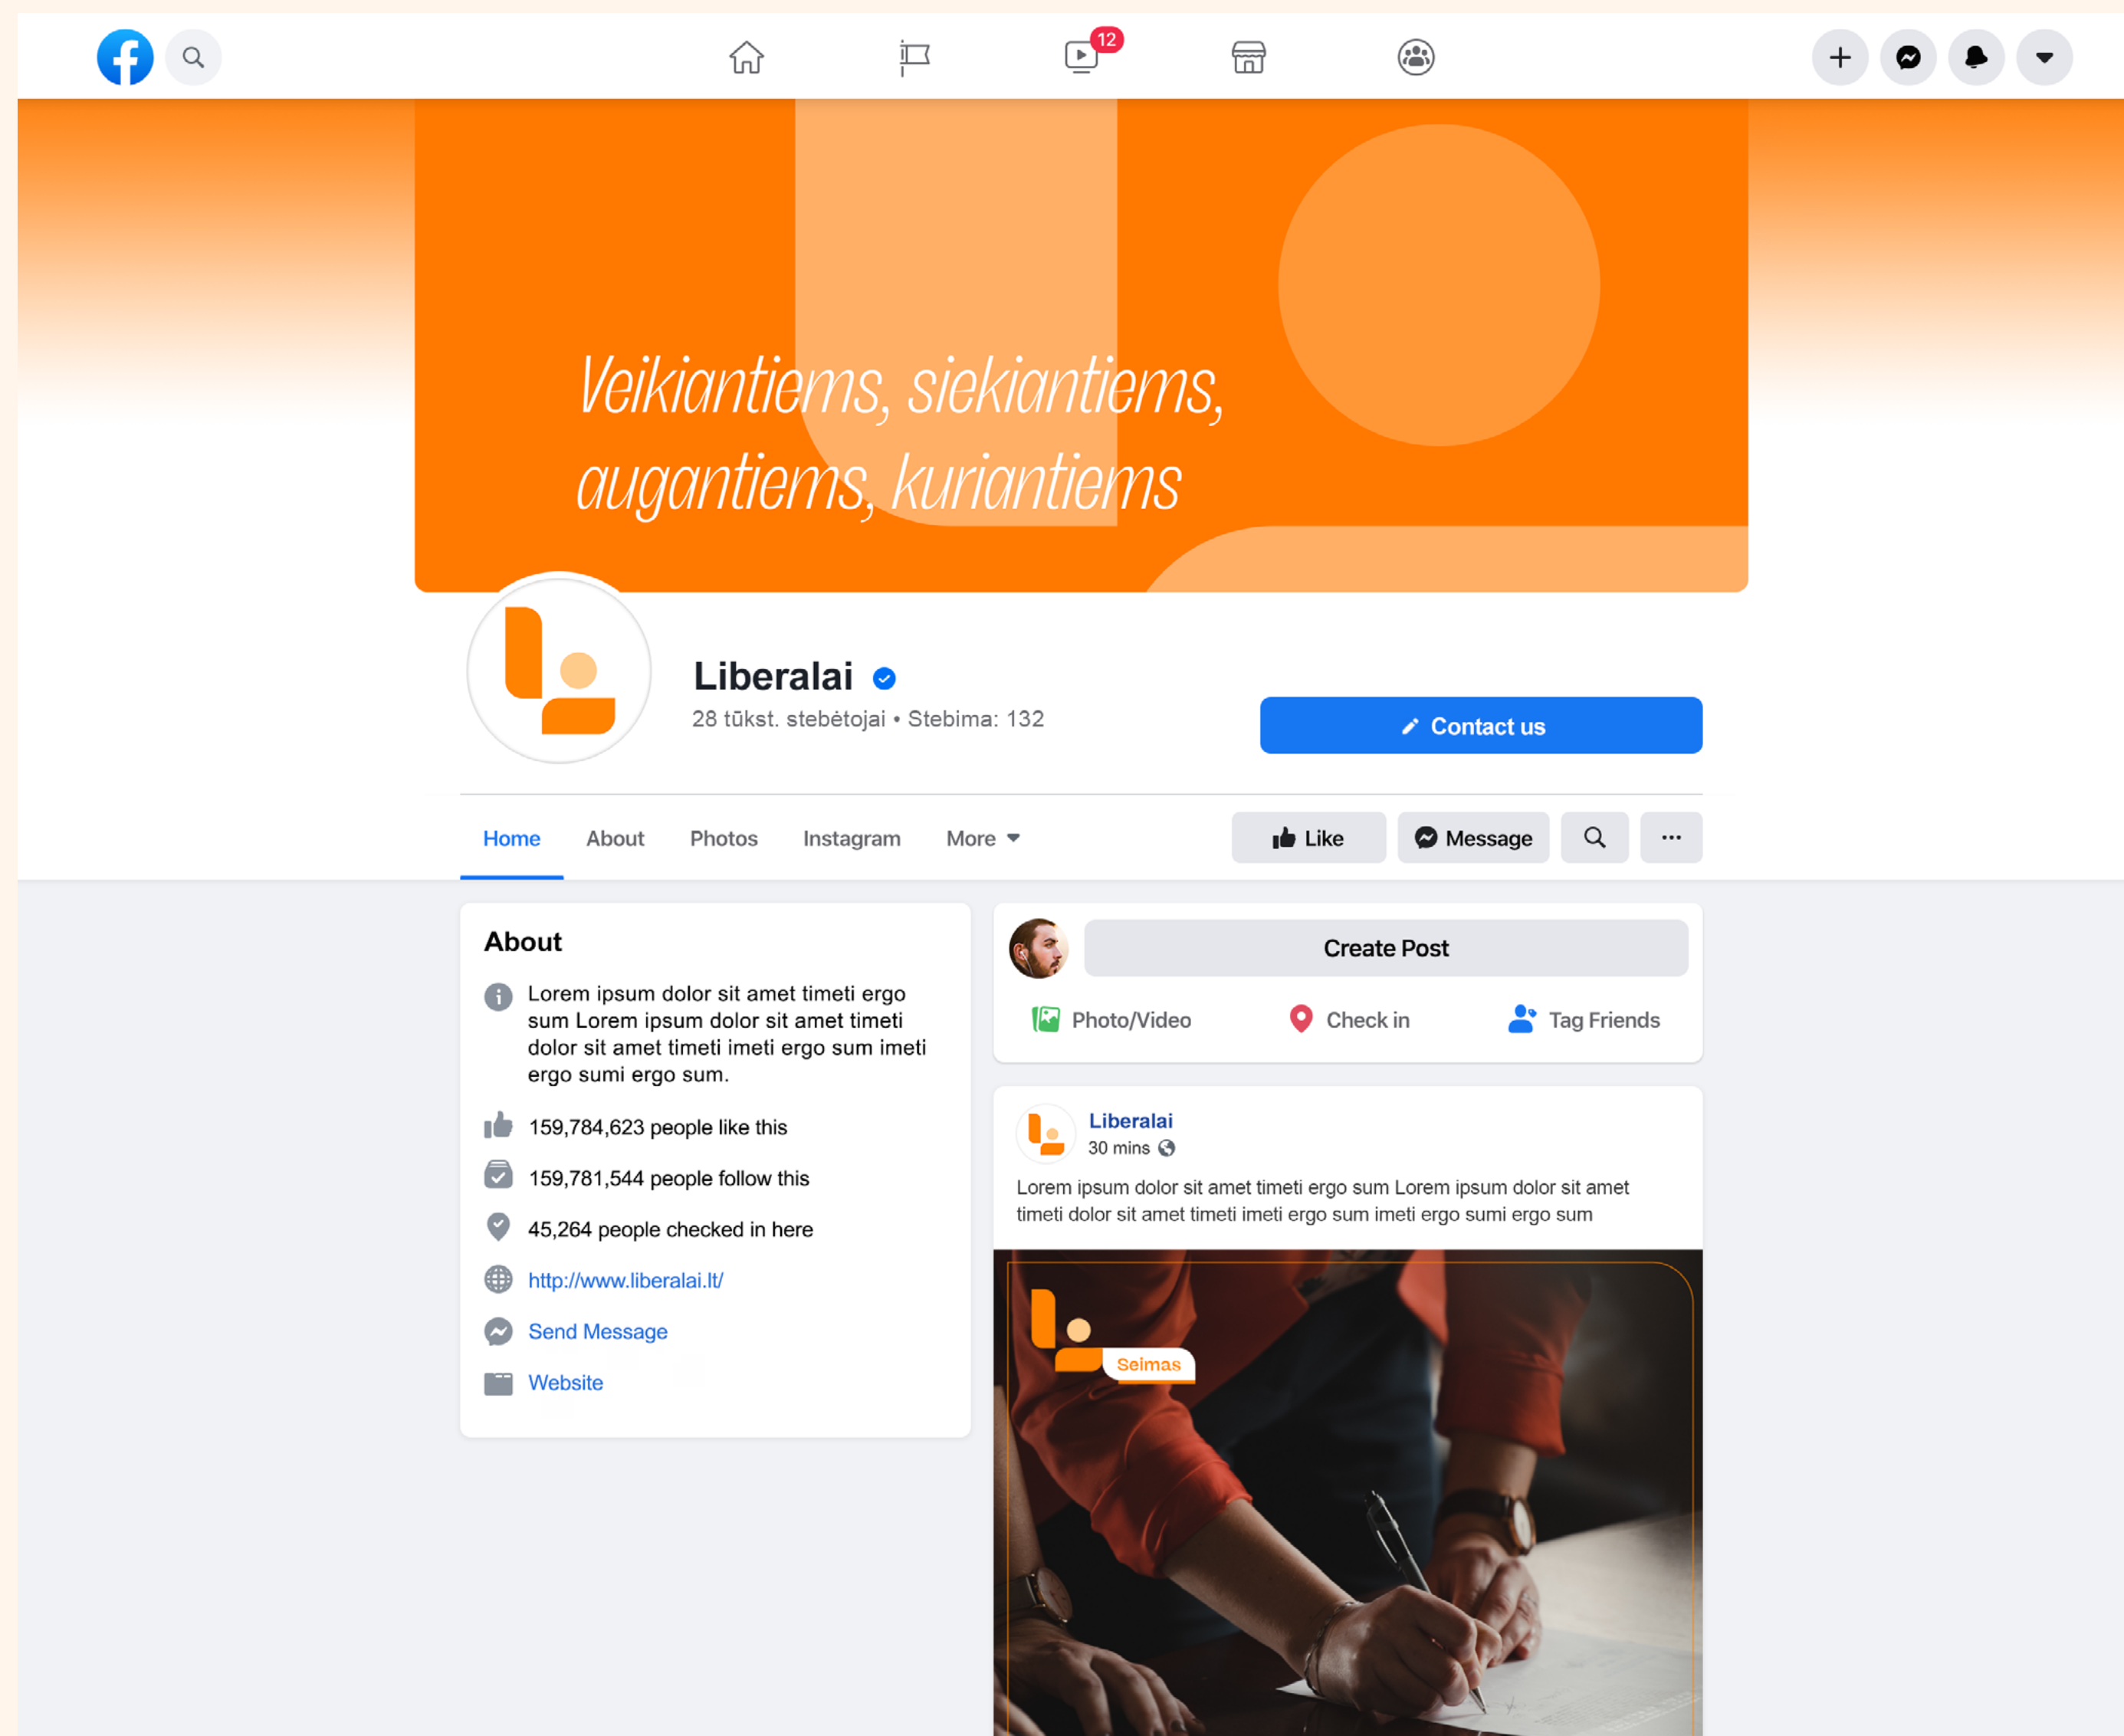 12
Veikiantiems, siekiantiems,
augantiems, kuriantiems
Liberalai
28 tūkst. stebėtojai • Stebima: 132
Contact us
Home About Photos Instagram More
Like Message
About
Lorem ipsum dolor sit amet timeti ergo
sum Lorem ipsum dolor sit amet timeti
dolor sit amet timeti imeti ergo sum imeti
ergo sumi ergo sum.
159,784,623 people like this
159,781,544 people follow this
45,264 people checked in here
http://www.liberalai.lt/
Send Message
Website
Create Post
Photo/Video Check in Tag Friends
Liberalai
30 mins
Lorem ipsum dolor sit amet timeti ergo sum Lorem ipsum dolor sit amet
timeti dolor sit amet timeti imeti ergo sum imeti ergo sumi ergo sum
Seimas